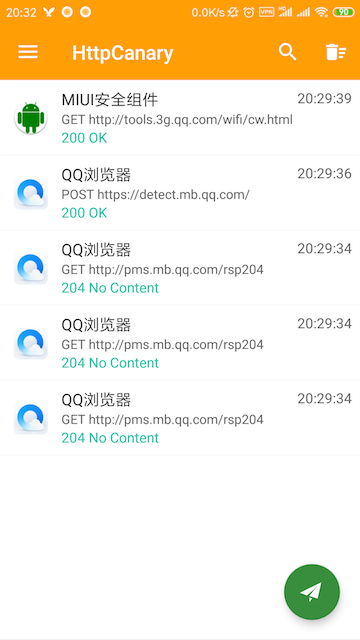 20:32
0.0K/s
VPN
90
HttpCanary
MIUI安全组件
20:29:39
GET http://tools.3g.qq.com/wifi/cw.html
200 OK
QQ浏览器
20:29:36
POST https://detect.mb.qq.com/
200 OK
QQ浏览器
20:29:34
GET http://pms.mb.qq.com/rsp204
204 No Content
QQ浏览器
20:29:34
GET http://pms.mb.qq.com/rsp204
204 No Content
QQ浏览器
20:29:34
GET http://pms.mb.qq.com/rsp204
204 No Content